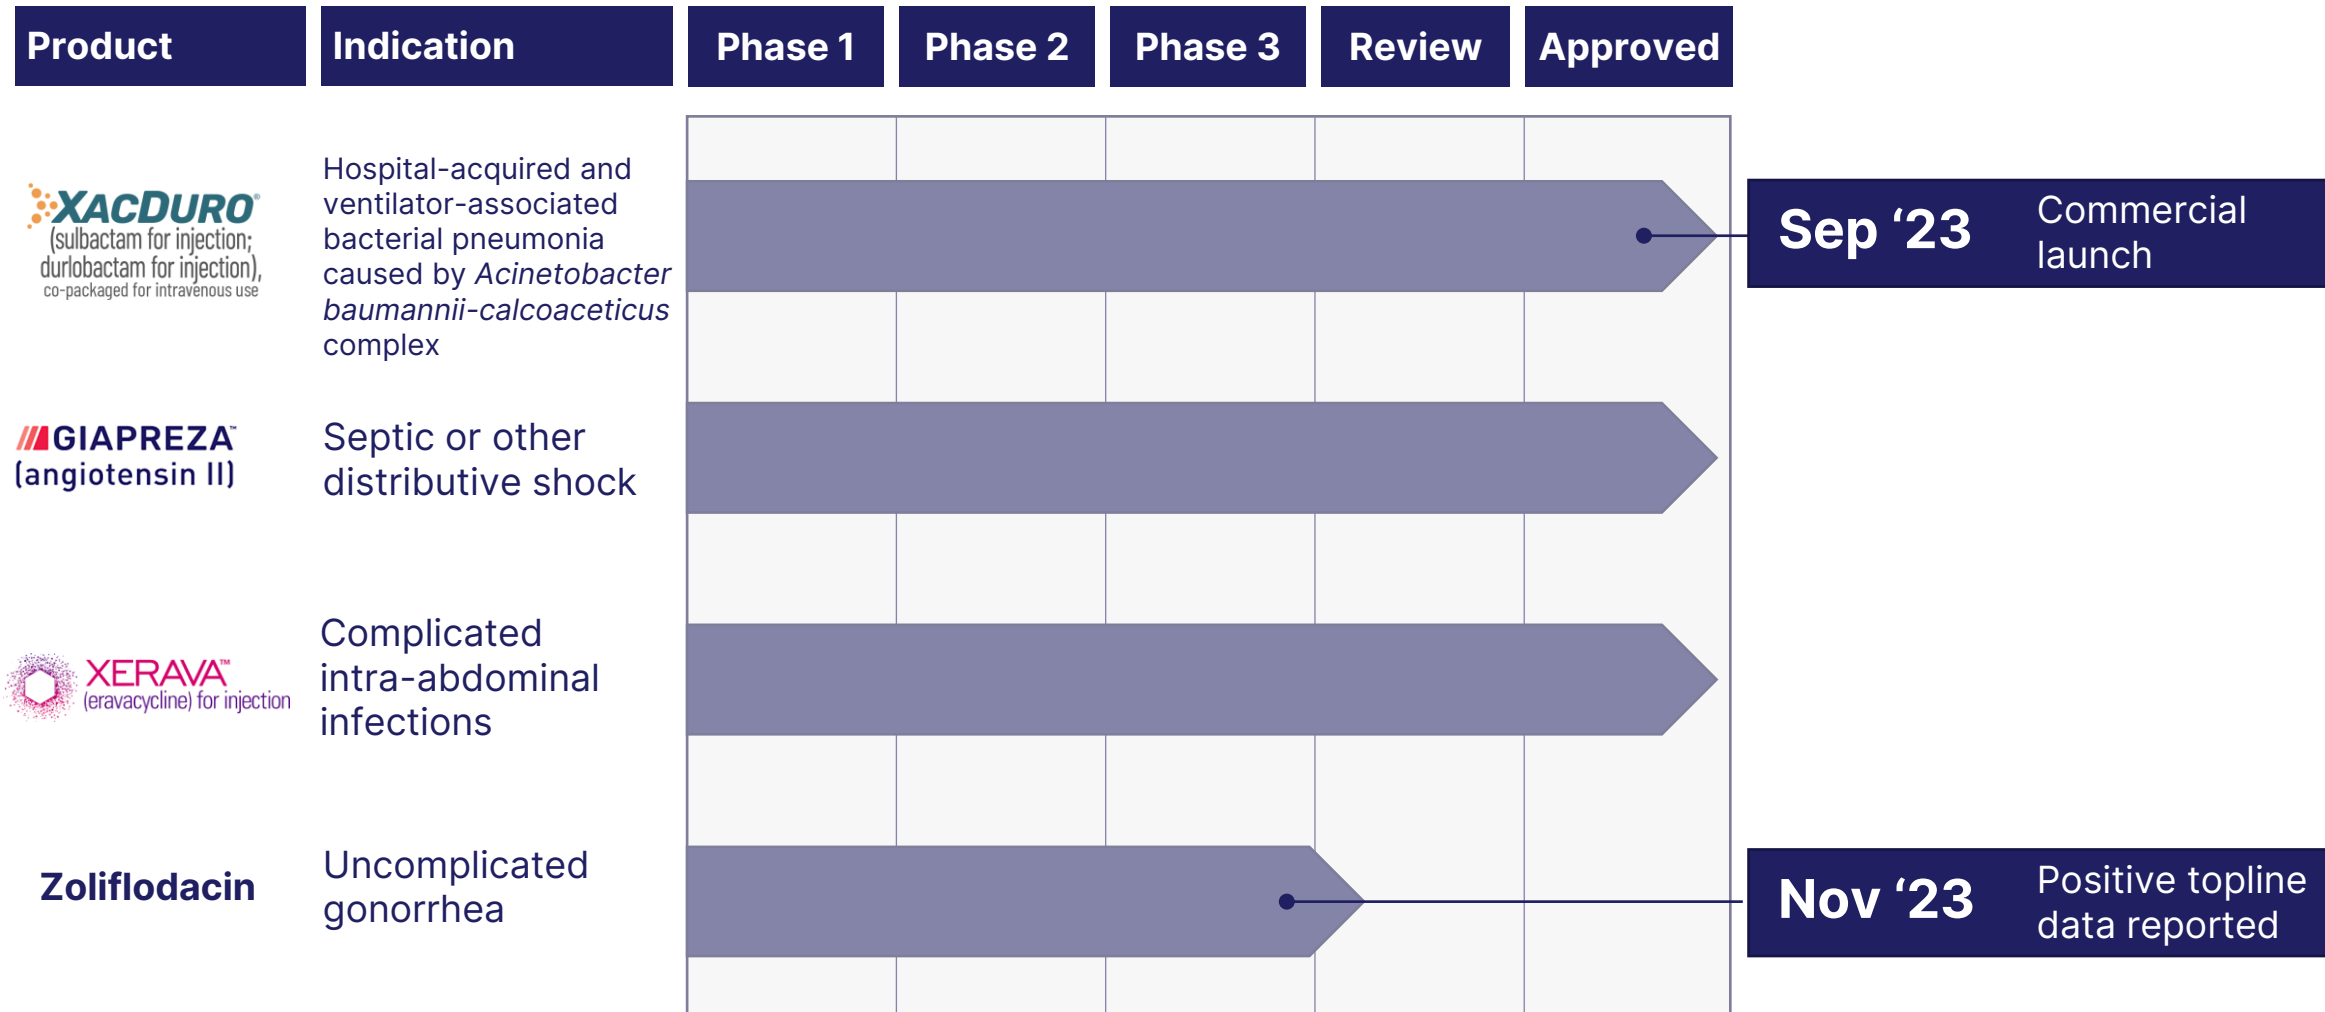 Product
Indication
Phase 1
Phase 2
Phase 3
Review
Approved
XACDURO®
(sulbactam for injection;
durlobactam for injection),
co-packaged for intravenous use
Hospital-acquired and
ventilator-associated
bacterial pneumonia
caused by Acinetobacter
baumannii-calcoaceticus
complex
Sep ‘23
Commercial
launch
GIAPREZA™
(angiotensin II)
Septic or other
distributive shock
XERAVA™
(eravacycline) for injection
Complicated
intra-abdominal
infections
Zoliflodacin
Uncomplicated
gonorrhea
Nov ‘23
Positive topline
data reported